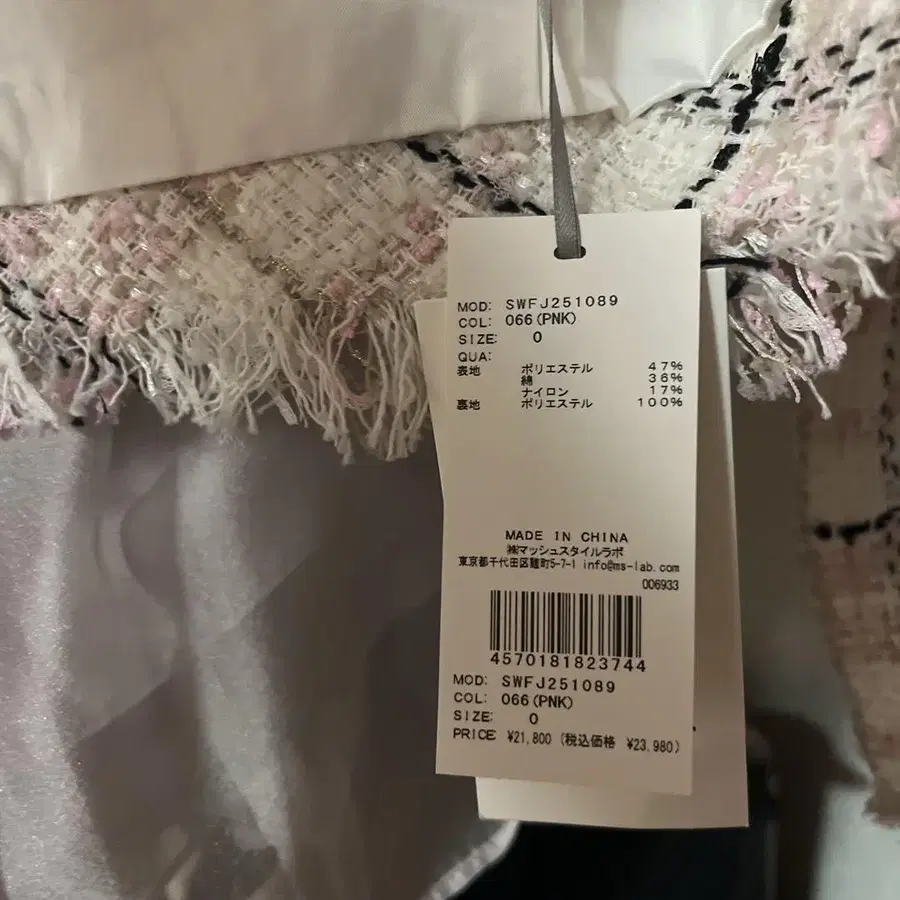 MOD: SWFJ251089
COL: 066(PNK)
SIZE: 0
QUA:
表地 ポリエステル 47%
綿 36%
ナイロン 17%
裏地 ポリエステル 100%
MADE IN CHINA
㈱マッシュスタイルラボ
東京都千代田区麹町5-7-1 info@ms-lab.com
006933
4570181823744
MOD: SWFJ251089
COL: 066(PNK)
SIZE: 0
PRICE: ¥21,800 (税込価格 ¥23,980)